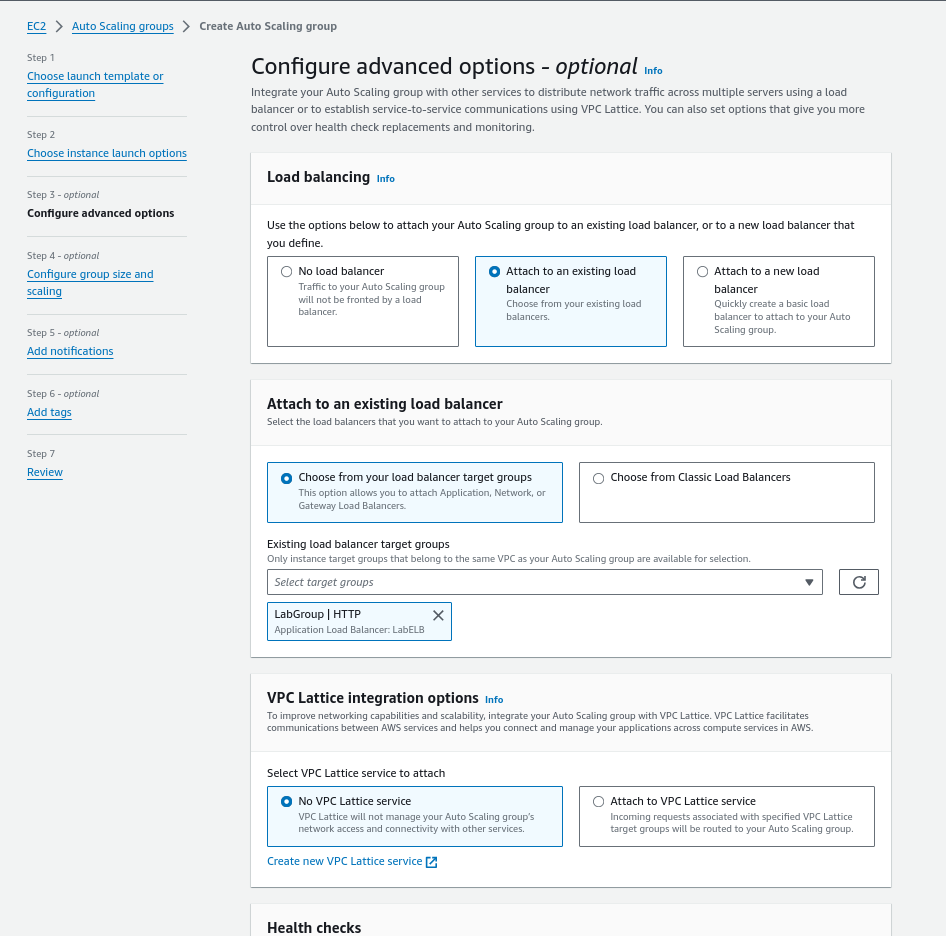 EC2 > Auto Scaling groups > Create Auto Scaling group
Step 1
Choose launch template or
configuration
Step 2
Choose instance launch options
Step 3 - optional
Configure advanced options
Step 4 - optional
Configure group size and
scaling
Step 5 - optional
Add notifications
Step 6 - optional
Add tags
Step 7
Review
Configure advanced options - optional Info
Integrate your Auto Scaling group with other services to distribute network traffic across multiple servers using a load
balancer or to establish service-to-service communications using VPC Lattice. You can also set options that give you more
control over health check replacements and monitoring.
Load balancing Info
Use the options below to attach your Auto Scaling group to an existing load balancer, or to a new load balancer that
you define.
No load balancer
Traffic to your Auto Scaling group
will not be fronted by a load
balancer.
Attach to an existing load
balancer
Choose from your existing load
balancers.
Attach to a new load
balancer
Quickly create a basic load
balancer to attach to your Auto
Scaling group.
Attach to an existing load balancer
Select the load balancers that you want to attach to your Auto Scaling group.
Choose from your load balancer target groups
This option allows you to attach Application, Network, or
Gateway Load Balancers.
Choose from Classic Load Balancers
Existing load balancer target groups
Only instance target groups that belong to the same VPC as your Auto Scaling group are available for selection.
Select target groups
LabGroup | HTTP
Application Load Balancer: LabELB
VPC Lattice integration options Info
To improve networking capabilities and scalability, integrate your Auto Scaling group with VPC Lattice. VPC Lattice facilitates
communications between AWS services and helps you connect and manage your applications across compute services in AWS.
Select VPC Lattice service to attach
No VPC Lattice service
VPC Lattice will not manage your Auto Scaling group's
network access and connectivity with other services.
Attach to VPC Lattice service
Incoming requests associated with specified VPC Lattice
target groups will be routed to your Auto Scaling group.
Create new VPC Lattice service
Health checks